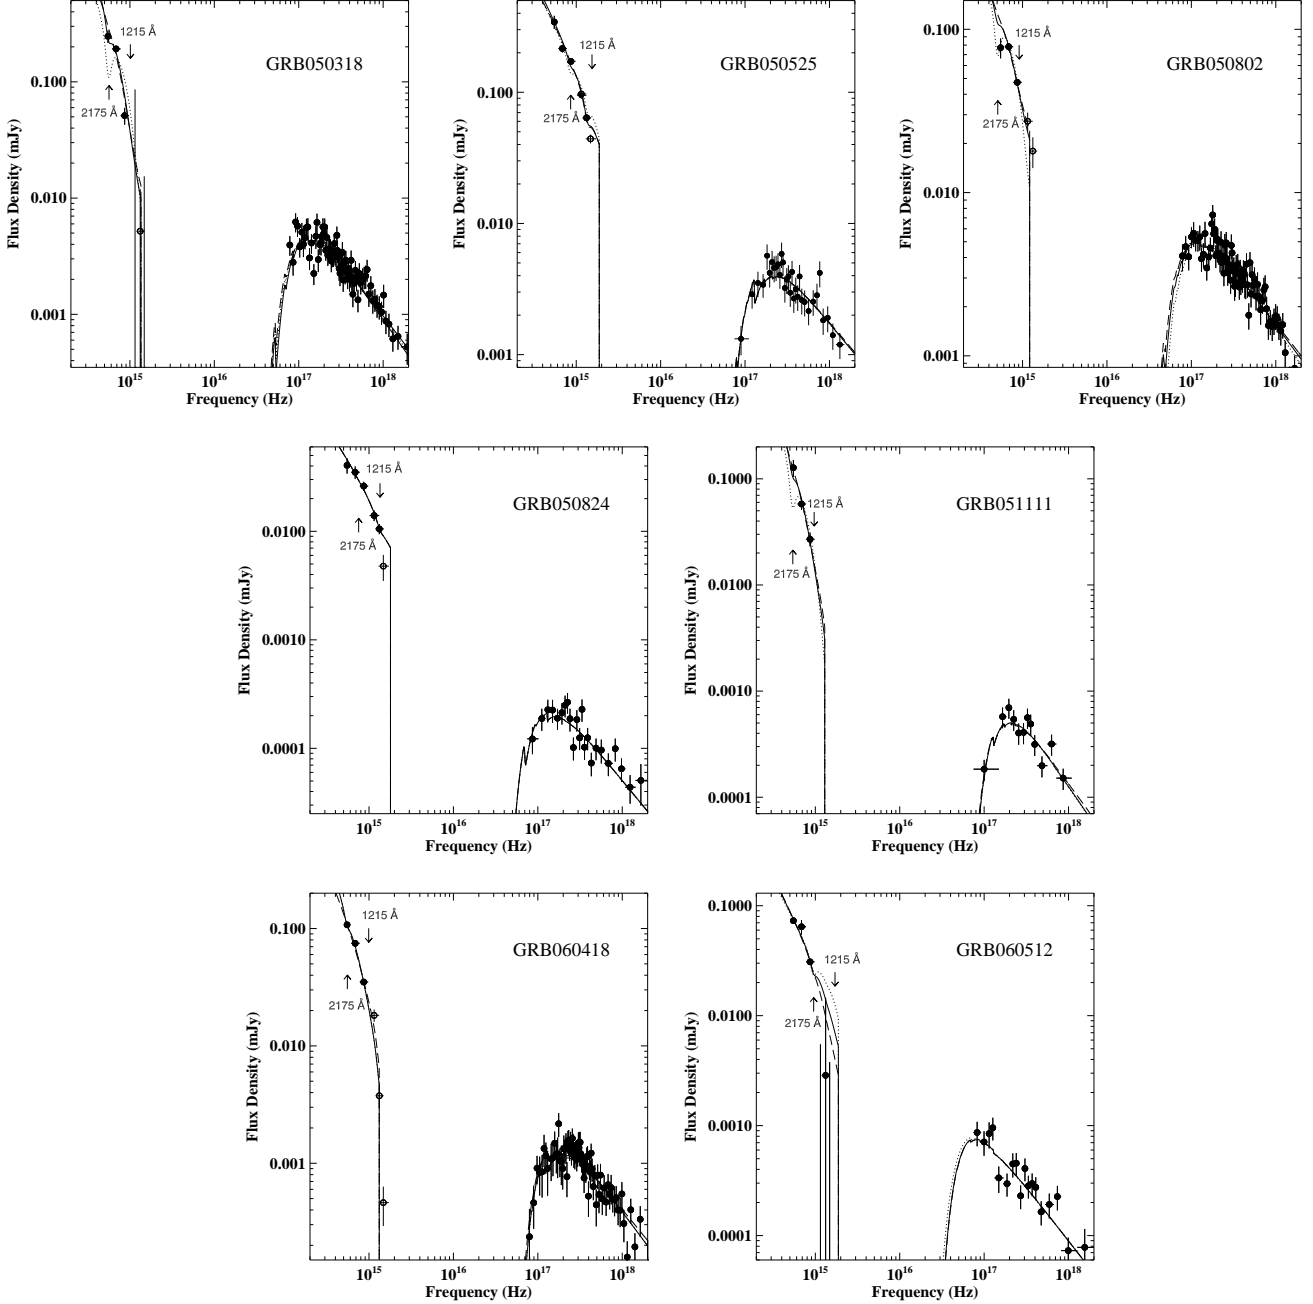 GRB050318
1215 Å
2175 Å
0.100
0.010
0.001
Flux Density (mJy)
10^15 10^16 10^17 10^18
Frequency (Hz)
GRB050525
1215 Å
2175 Å
0.100
0.010
0.001
Flux Density (mJy)
10^15 10^16 10^17 10^18
Frequency (Hz)
GRB050802
1215 Å
2175 Å
0.100
0.010
0.001
Flux Density (mJy)
10^15 10^16 10^17 10^18
Frequency (Hz)
GRB050824
1215 Å
2175 Å
0.0100
0.0010
0.0001
Flux Density (mJy)
10^15 10^16 10^17 10^18
Frequency (Hz)
GRB051111
1215 Å
2175 Å
0.1000
0.0100
0.0010
0.0001
Flux Density (mJy)
10^15 10^16 10^17 10^18
Frequency (Hz)
GRB060418
1215 Å
2175 Å
0.100
0.010
0.001
Flux Density (mJy)
10^15 10^16 10^17 10^18
Frequency (Hz)
GRB060512
1215 Å
2175 Å
0.1000
0.0100
0.0010
0.0001
Flux Density (mJy)
10^15 10^16 10^17 10^18
Frequency (Hz)